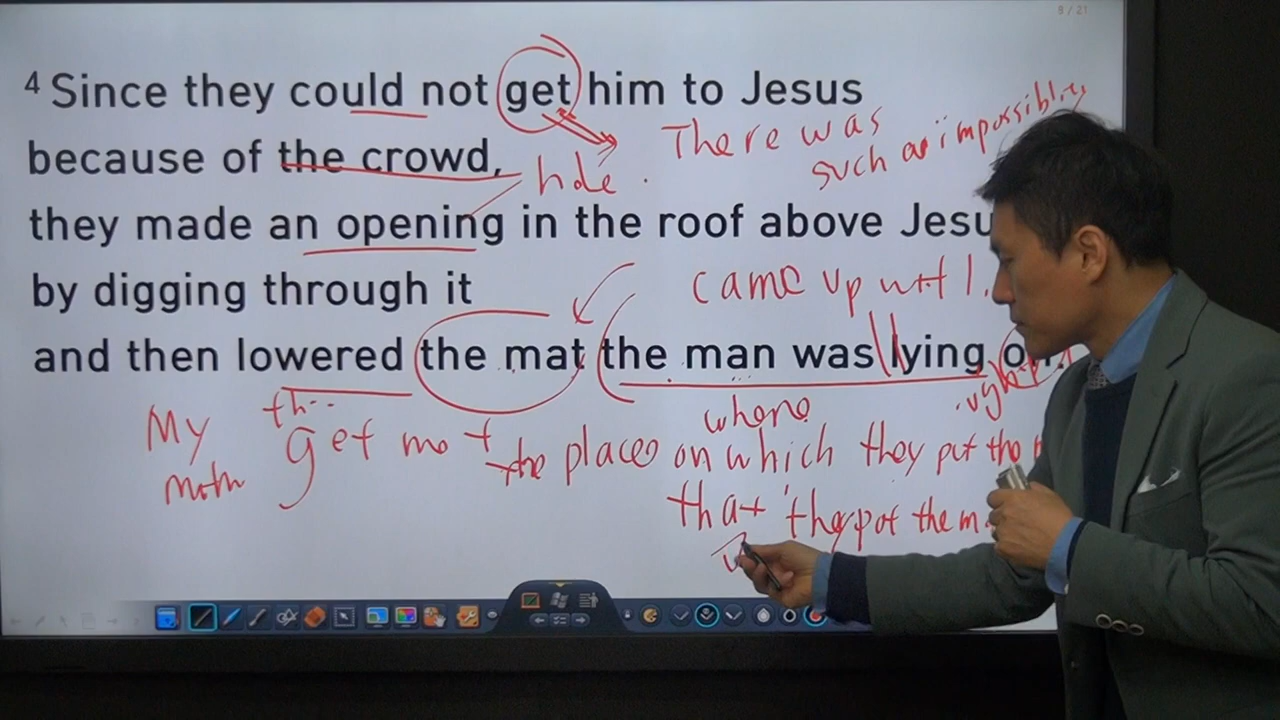 8 / 21
4 Since they could not get him to Jesus
There was
such an impossibility
because of the crowd,
hole.
they made an opening in the roof above Jesu
by digging through it
came up until
and then lowered the mat the man was lying on.
where
My th..
Moth
get me t
the place on which they put the
that they put the m